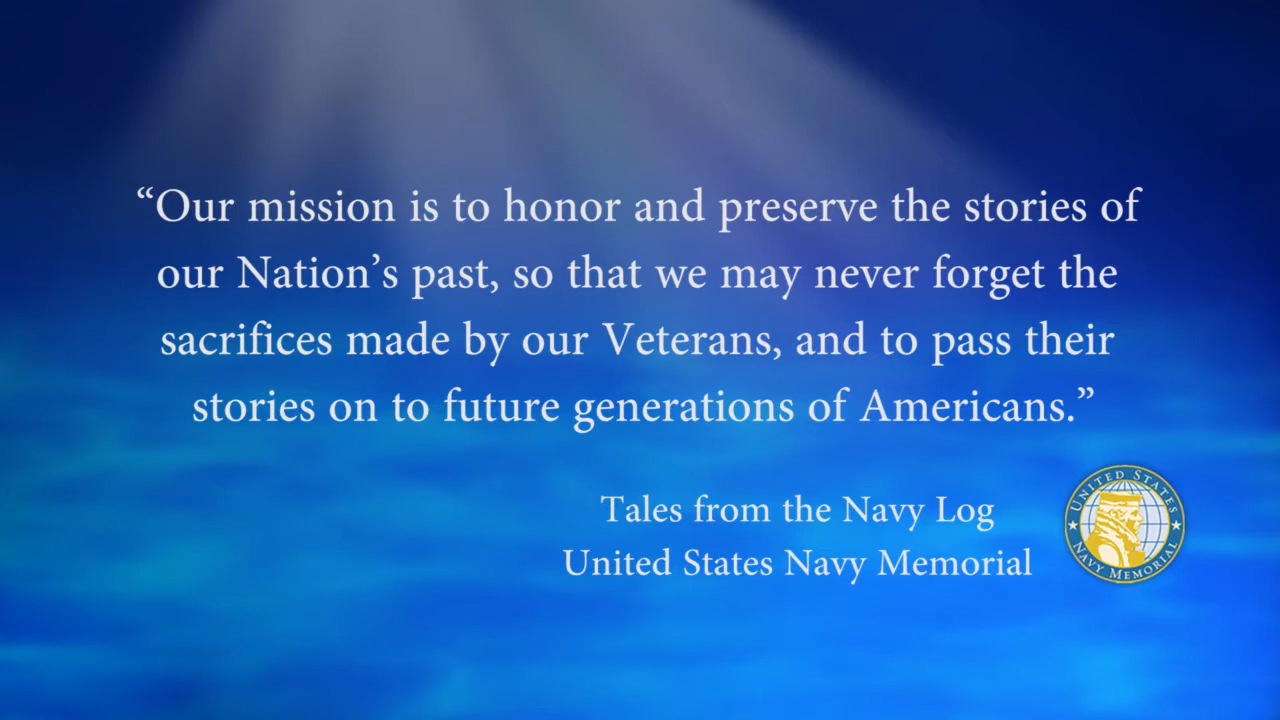 “Our mission is to honor and preserve the stories of
our Nation’s past, so that we may never forget the
sacrifices made by our Veterans, and to pass their
stories on to future generations of Americans.”
Tales from the Navy Log
United States Navy Memorial
UNITED STATES
NAVY MEMORIAL